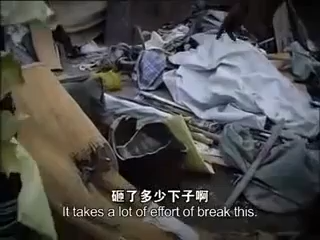 砸了多少下子啊
It takes a lot of effort of break this.